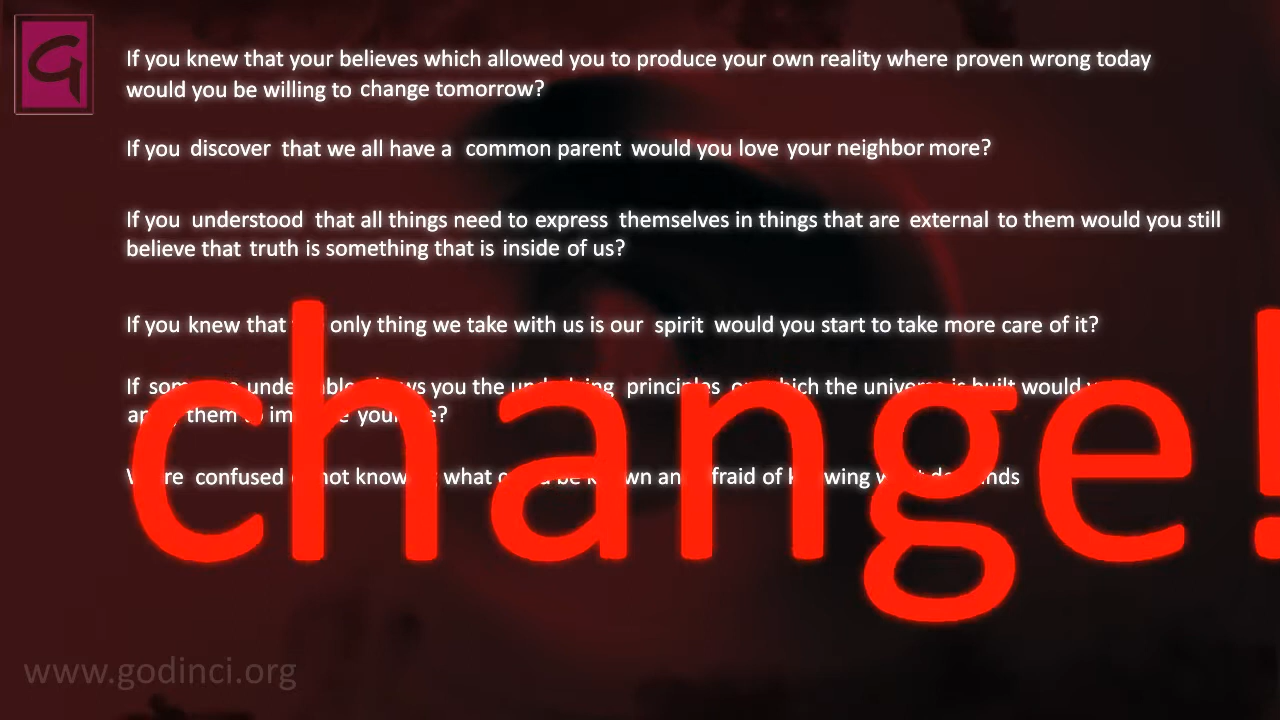 G
If you knew that your believes which allowed you to produce your own reality where proven wrong today
would you be willing to change tomorrow?
If you discover that we all have a common parent would you love your neighbor more?
If you understood that all things need to express themselves in things that are external to them would you still
believe that truth is something that is inside of us?
If you knew that only thing we take with us is our spirit would you start to take more care of it?
If you the principles the universe is built would
them your
confused not what afraid of
change!
www.godinci.org